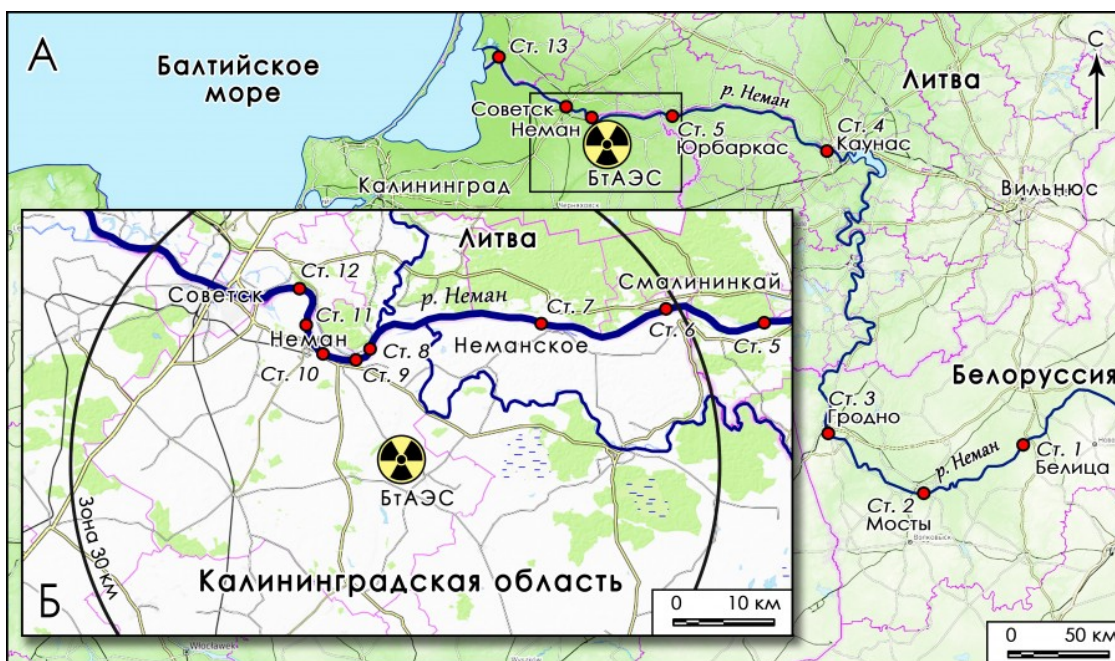 А
Балтийское
море
Ст. 13
Литва
С
Советск
Неман
р. Неман
Ст. 5
Юрбаркас
Ст. 4
Каунас
БтАЭС
Калининград
Вильнюс
Черняховск
Литва
Смалининкай
Ст. 12
р. Неман
Советск
Ст. 7
Ст. 11
Неман
Ст. 8
Неманское
Ст. 6
Ст. 5
Ст. 10
Ст. 9
БтАЭС
Зона 30 км
Калининградская область
Б
0 10 км
Белоруссия
Ст. 3
Гродно
р. Неман
Ст. 1
Белица
Ст. 2
Мосты
Волковыск
0 50 км
Włocławek